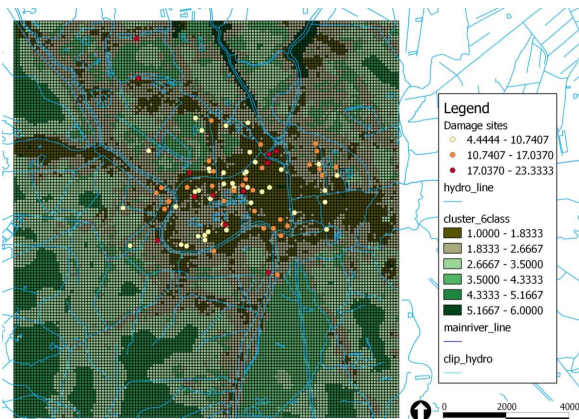 Legend
Damage sites
4.4444 - 10.7407
10.7407 - 17.0370
17.0370 - 23.3333
hydro_line
cluster_6class
1.0000 - 1.8333
1.8333 - 2.6667
2.6667 - 3.5000
3.5000 - 4.3333
4.3333 - 5.1667
5.1667 - 6.0000
mainriver_line
clip_hydro
0 2000 4000